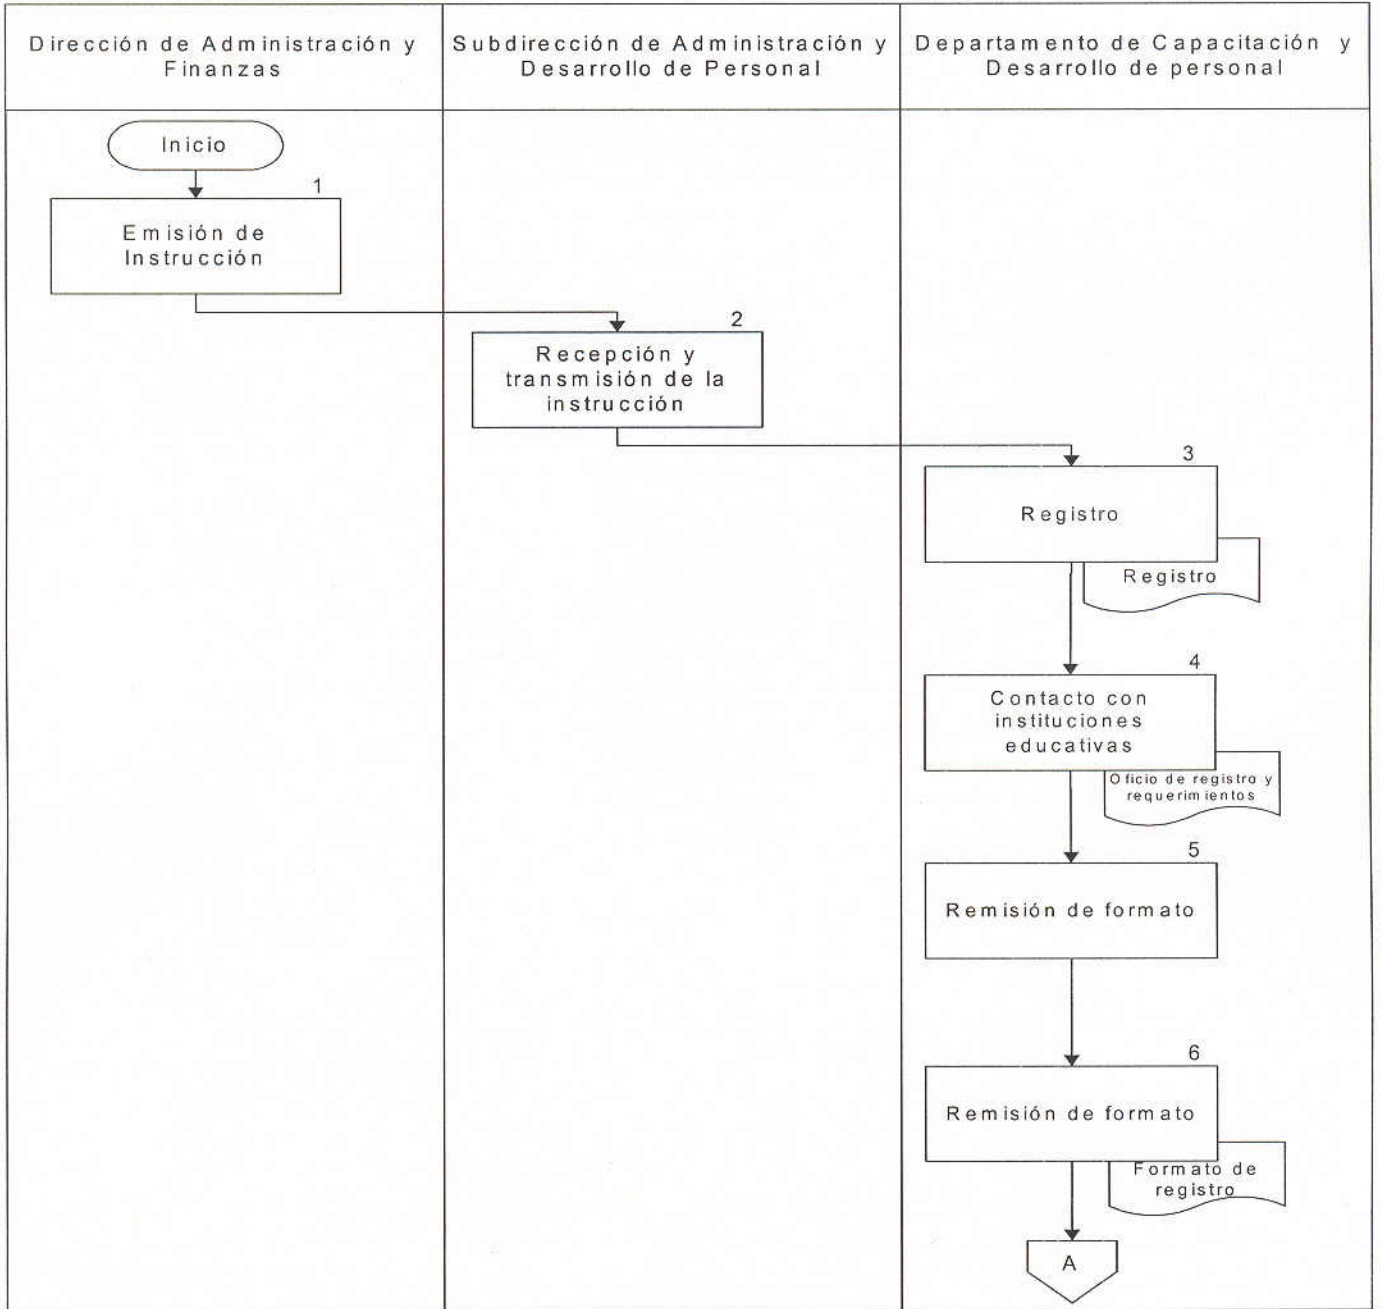 Dirección de Administración y
Finanzas
Subdirección de Administración y
Desarrollo de Personal
Departamento de Capacitación y
Desarrollo de personal
Inicio
1
Emisión de
Instrucción
2
Recepción y
transmisión de la
instrucción
3
Registro
Registro
4
Contacto con
instituciones
educativas
Oficio de registro y
requerimientos
5
Remisión de formato
6
Remisión de formato
Formato de
registro
A